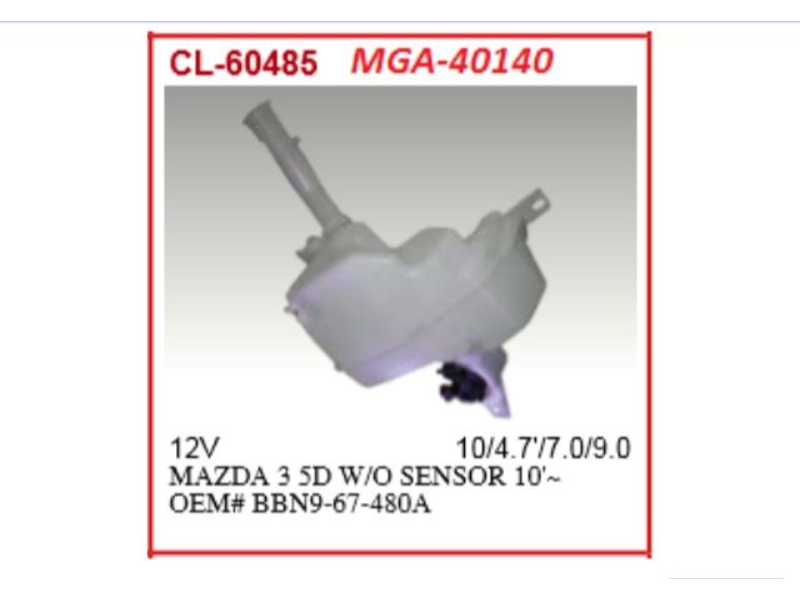 CL-60485 MGA-40140
12V 10/4.7'/7.0/9.0
MAZDA 3 5D W/O SENSOR 10'~
OEM# BBN9-67-480A